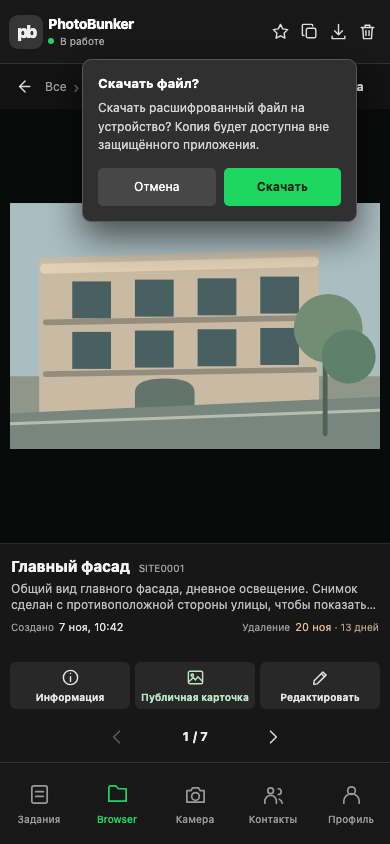 pb
PhotoBunker
В работе
Все
а
Скачать файл?
Скачать расшифрованный файл на
устройство? Копия будет доступна вне
защищённого приложения.
Отмена
Скачать
Главный фасад SITE0001
Общий вид главного фасада, дневное освещение. Снимок
сделан с противоположной стороны улицы, чтобы показать…
Создано 7 ноя, 10:42
Удаление 20 ноя · 13 дней
Информация
Публичная карточка
Редактировать
1 / 7
Задания
Browser
Камера
Контакты
Профиль